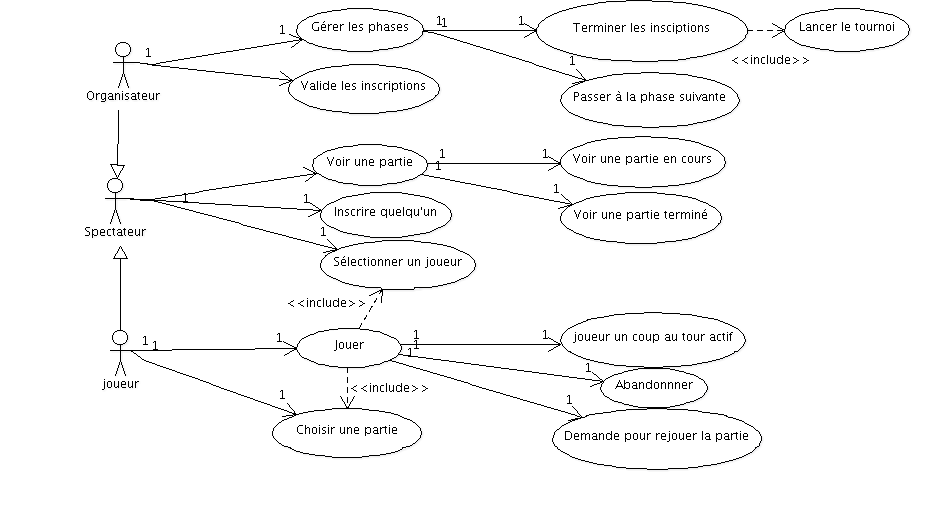 1
1
Gérer les phases
1
1
1
Terminer les insciptions
Lancer le tournoi
<<include>>
Organisateur
Valide les inscriptions
1
Passer à la phase suivante
Voir une partie
1
1
1
Voir une partie en cours
1
Voir une partie terminé
Spectateur
1
1
Inscrire quelqu'un
1
Sélectionner un joueur
<<include>>
joueur
1
1
1
Jouer
1
1
1
1
joueur un coup au tour actif
1
Abandonnner
1
Demande pour rejouer la partie
<<include>>
1
Choisir une partie